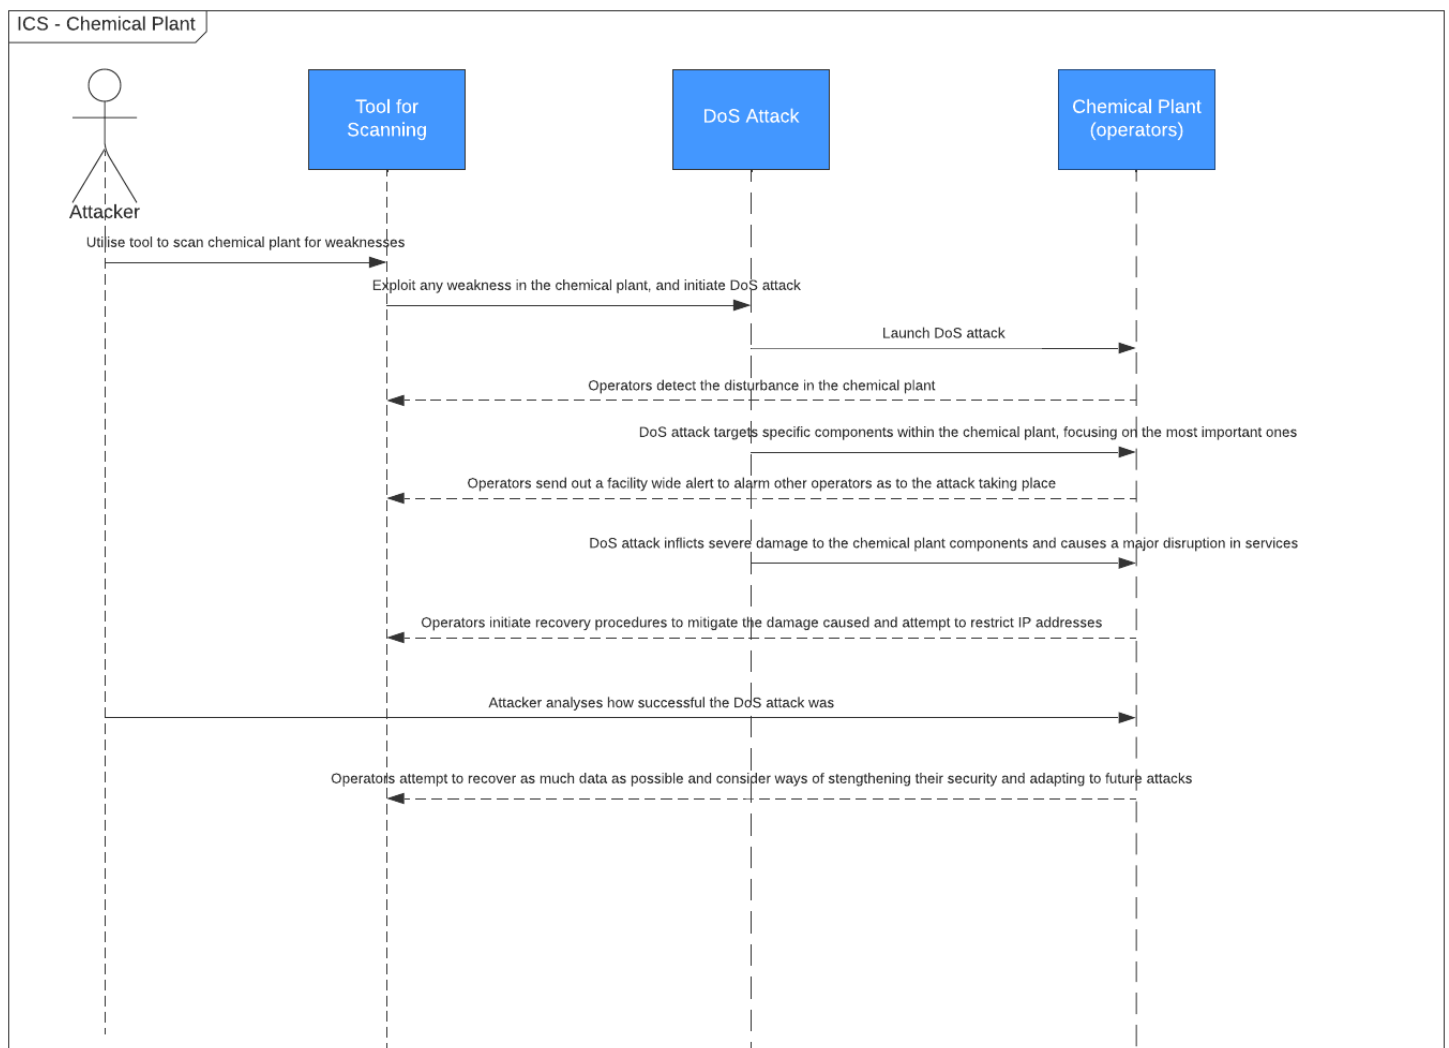 ICS - Chemical Plant
Tool for
Scanning
DoS Attack
Chemical Plant
(operators)
Attacker
Utilise tool to scan chemical plant for weaknesses
Exploit any weakness in the chemical plant, and initiate DoS attack
Launch DoS attack
Operators detect the disturbance in the chemical plant
DoS attack targets specific components within the chemical plant, focusing on the most important ones
Operators send out a facility wide alert to alarm other operators as to the attack taking place
DoS attack inflicts severe damage to the chemical plant components and causes a major disruption in services
Operators initiate recovery procedures to mitigate the damage caused and attempt to restrict IP addresses
Attacker analyses how successful the DoS attack was
Operators attempt to recover as much data as possible and consider ways of stengthening their security and adapting to future attacks